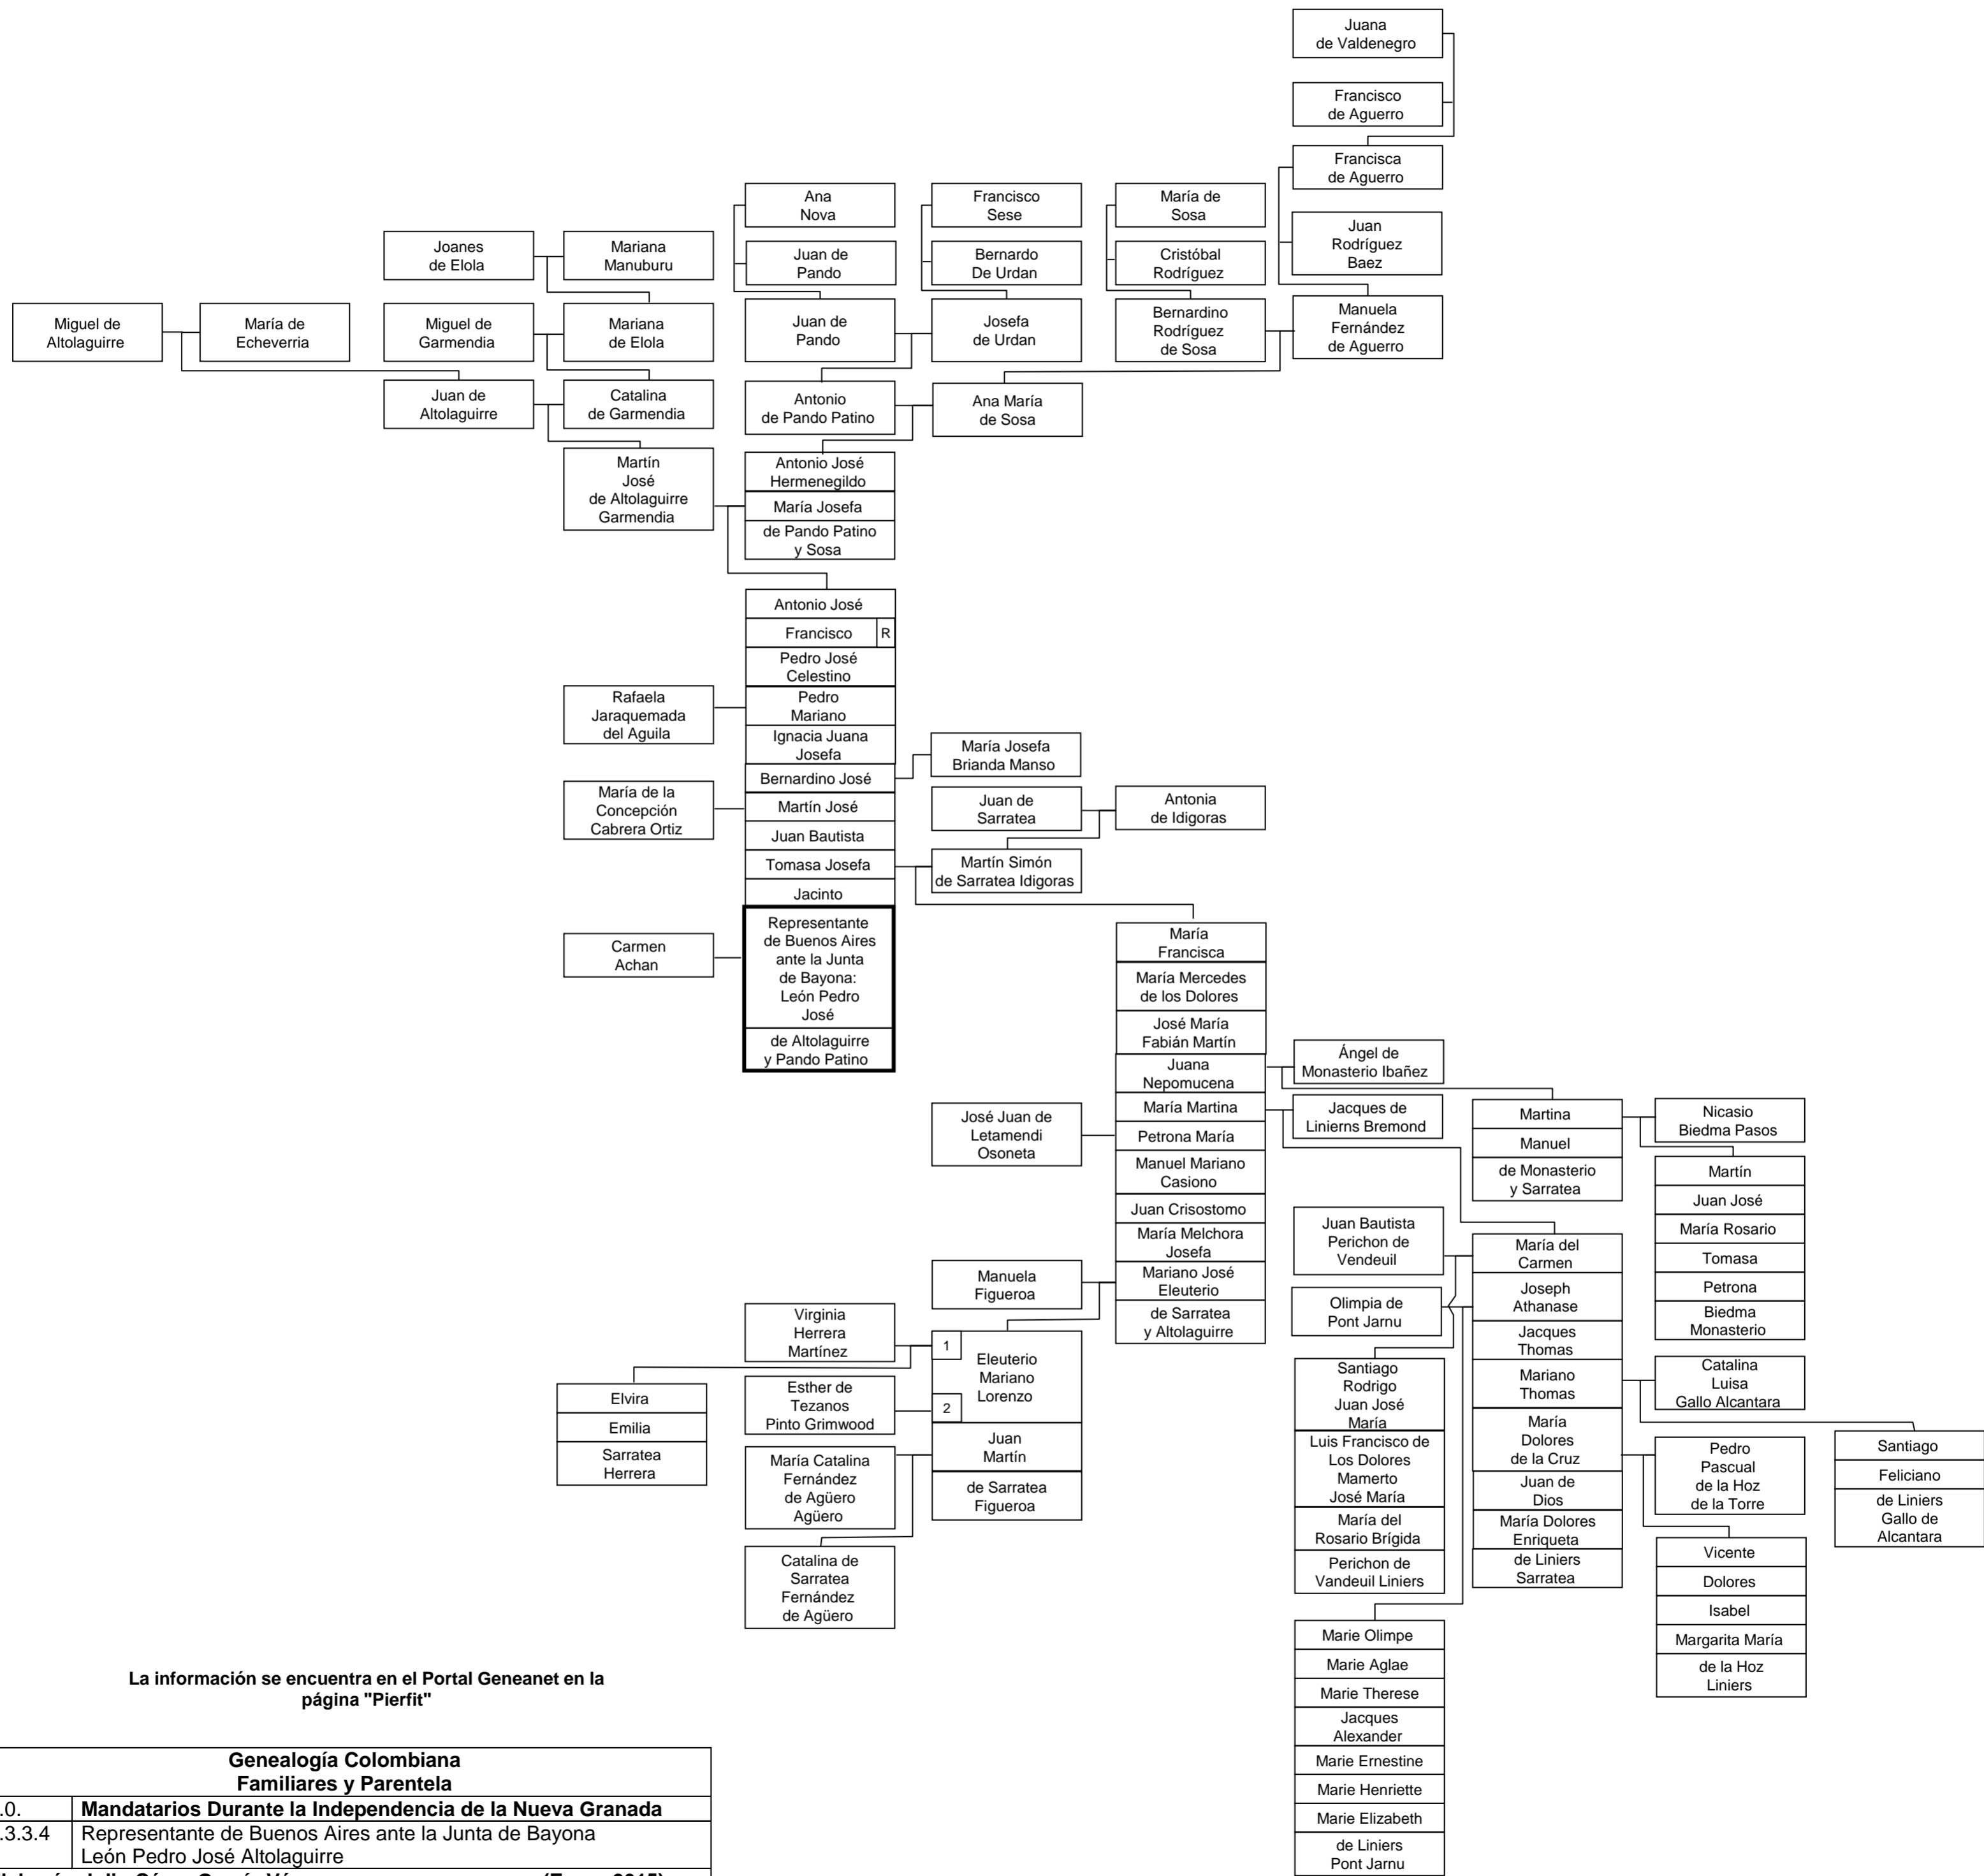 Juana
de Valdenegro
Francisco
de Aguerro
Francisca
de Aguerro
Ana
Nova
Francisco
Sese
María de
Sosa
Juan
Rodríguez
Baez
Joanes
de Elola
Mariana
Manuburu
Juan de
Pando
Bernardo
De Urdan
Cristóbal
Rodríguez
Miguel de
Altolaguirre
María de
Echeverria
Miguel de
Garmendia
Mariana
de Elola
Juan de
Pando
Josefa
de Urdan
Bernardino
Rodríguez
de Sosa
Manuela
Fernández
de Aguerro
Juan de
Altolaguirre
Catalina
de Garmendia
Antonio
de Pando Patino
Ana María
de Sosa
Martín
José
de Altolaguirre
Garmendia
Antonio José
Hermenegildo
María Josefa
de Pando Patino
y Sosa
Antonio José
Francisco
R
Pedro José
Celestino
Rafaela
Jaraquemada
del Aguila
Pedro
Mariano
Ignacia Juana
Josefa
María Josefa
Brianda Manso
Bernardino José
María de la
Concepción
Cabrera Ortiz
Martín José
Juan de
Sarratea
Antonia
de Idigoras
Juan Bautista
Tomasa Josefa
Martín Simón
de Sarratea Idigoras
Jacinto
Carmen
Achan
Representante
de Buenos Aires
ante la Junta
de Bayona:
León Pedro
José
de Altolaguirre
y Pando Patino
María
Francisca
María Mercedes
de los Dolores
José María
Fabián Martín
Juana
Nepomucena
Ángel de
Monasterio Ibañez
María Martina
Jacques de
Linierns Bremond
José Juan de
Letamendi
Osoneta
Petrona María
Manuel Mariano
Casiono
Juan Crisostomo
María Melchora
Josefa
Manuela
Figueroa
Mariano José
Eleuterio
de Sarratea
y Altolaguirre
Martina
Manuel
de Monasterio
y Sarratea
Nicasio
Biedma Pasos
Martín
Juan José
María Rosario
Tomasa
Petrona
Biedma
Monasterio
Juan Bautista
Perichon de
Vendeuil
Olimpia de
Pont Jarnu
María del
Carmen
Joseph
Athanase
Jacques
Thomas
Mariano
Thomas
María
Dolores
de la Cruz
Juan de
Dios
María Dolores
Enriqueta
de Liniers
Sarratea
Catalina
Luisa
Gallo Alcantara
Pedro
Pascual
de la Hoz
de la Torre
Santiago
Feliciano
de Liniers
Gallo de
Alcantara
Virginia
Herrera
Martínez
1
Eleuterio
Mariano
Lorenzo
2
Esther de
Tezanos
Pinto Grimwood
Elvira
Emilia
Sarratea
Herrera
Juan
Martín
de Sarratea
Figueroa
María Catalina
Fernández
de Agüero
Agüero
Catalina de
Sarratea
Fernández
de Agüero
Santiago
Rodrigo
Juan José
María
Luis Francisco de
Los Dolores
Mamerto
José María
María del
Rosario Brígida
Perichon de
Vandeuil Liniers
Vicente
Dolores
Isabel
Margarita María
de la Hoz
Liniers
Marie Olimpe
Marie Aglae
Marie Therese
Jacques
Alexander
Marie Ernestine
Marie Henriette
Marie Elizabeth
de Liniers
Pont Jarnu
La información se encuentra en el Portal Geneanet en la
página "Pierfit"
Genealogía Colombiana
Familiares y Parentela
.0. Mandatarios Durante la Independencia de la Nueva Granada
.3.3.4 Representante de Buenos Aires ante la Junta de Bayona
León Pedro José Altolaguirre